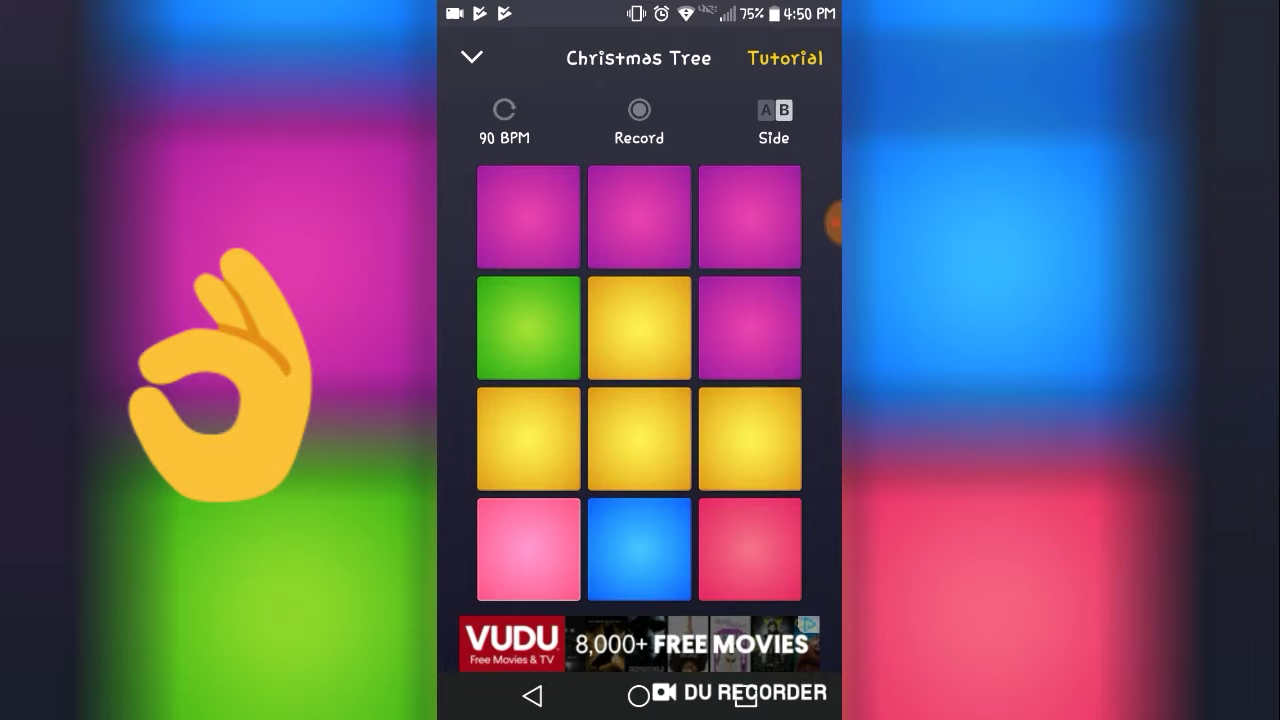 75% 4:50 PM
Christmas Tree Tutorial
A B
90 BPM Record Side
VUDU 8,000+ FREE MOVIES
Free Movies & TV
DU RECORDER